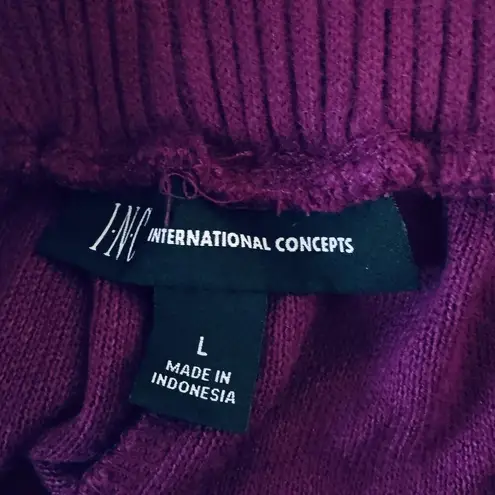 I·N·C INTERNATIONAL CONCEPTS
L
MADE IN
INDONESIA